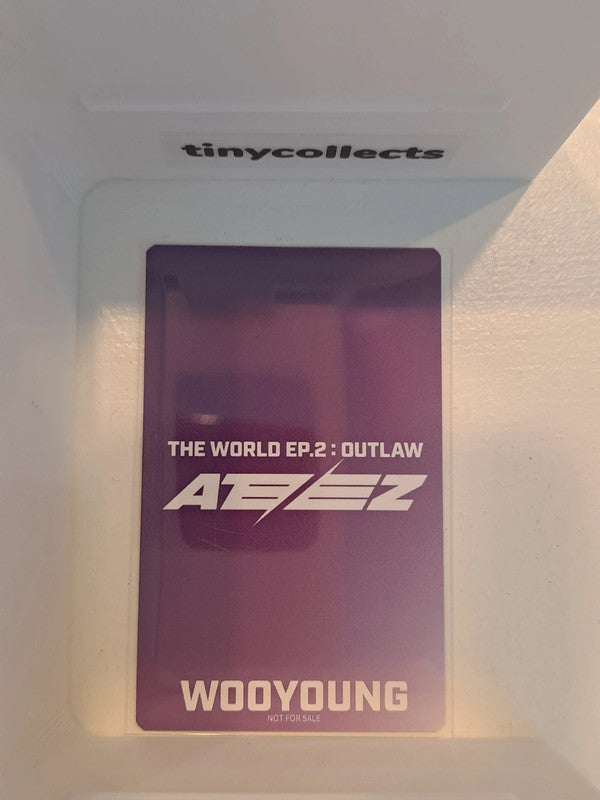 tinycollects
THE WORLD EP.2 : OUTLAW
ATEEZ
WOOYOUNG
NOT FOR SALE